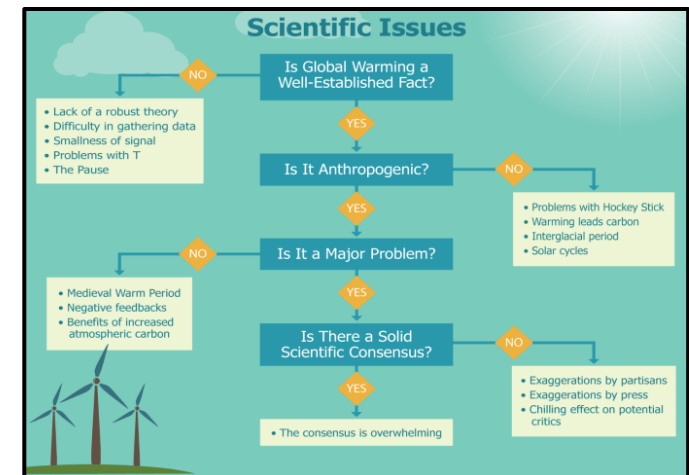 Scientific Issues
Is Global Warming a
Well-Established Fact?
NO
• Lack of a robust theory
• Difficulty in gathering data
• Smallness of signal
• Problems with T
• The Pause
YES
Is It Anthropogenic?
NO
• Problems with Hockey Stick
• Warming leads carbon
• Interglacial period
• Solar cycles
YES
Is It a Major Problem?
NO
• Medieval Warm Period
• Negative feedbacks
• Benefits of increased
atmospheric carbon
YES
Is There a Solid
Scientific Consensus?
NO
• Exaggerations by partisans
• Exaggerations by press
• Chilling effect on potential
critics
YES
• The consensus is overwhelming